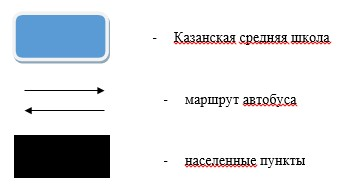 - Казанская средняя школа
- маршрут автобуса
- населенные пункты